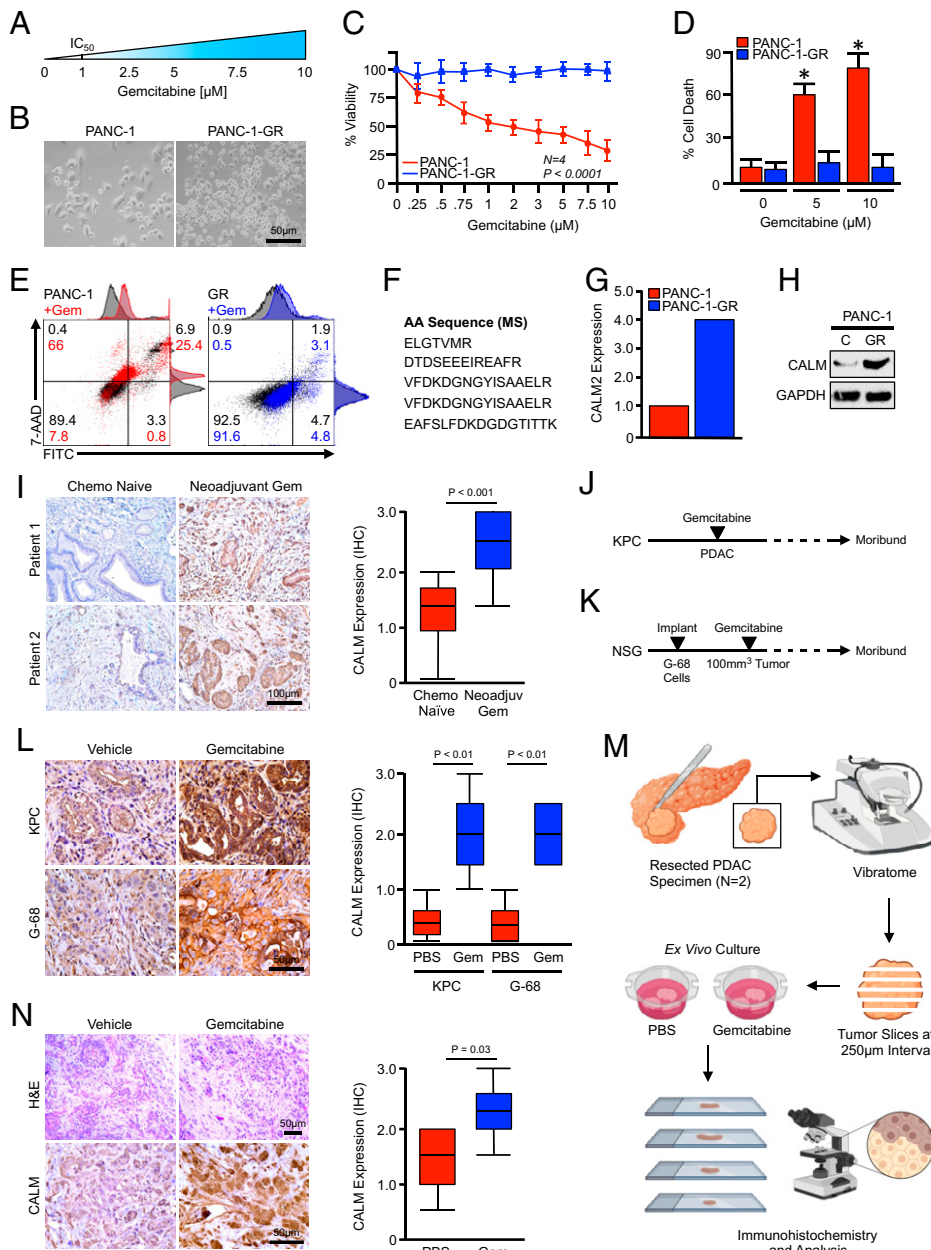 A
IC50
0 1 2.5 5 7.5 10
Gemcitabine [µM]
B
PANC-1 PANC-1-GR
50µm
C
% Viability
100
75
50
25
0
PANC-1
PANC-1-GR
N=4
P < 0.0001
0 .25 .5 .75 1 2 3 5 7.5 10
Gemcitabine (µM)
D
PANC-1
PANC-1-GR
% Cell Death
90
60
30
0
* *
0 5 10
Gemcitabine (µM)
E
PANC-1
+Gem
GR
+Gem
0.4 6.9
66 25.4
89.4 3.3
7.8 0.8
0.9 1.9
0.5 3.1
92.5 4.7
91.6 4.8
7-AAD
FITC
F
AA Sequence (MS)
ELGTVMR
DTDSEEEIREAFR
VFDKDGNGYISAAELR
VFDKDGNGYISAAELR
EAFSLFDKDGDGTITTK
G
PANC-1
PANC-1-GR
CALM2 Expression
4.0
3.0
2.0
1.0
0
H
PANC-1
C GR
CALM
GAPDH
I
Chemo Naive Neoadjuvant Gem
Patient 1
Patient 2
100µm
P < 0.001
CALM Expression (IHC)
3.0
2.0
1.0
0
Chemo Neoadjuv
Naïve Gem
J
Gemcitabine
KPC Moribund
PDAC
K
Implant Gemcitabine
NSG Moribund
G-68 100mm3 Tumor
Cells
L
Vehicle Gemcitabine
KPC
G-68
50µm
P < 0.01 P < 0.01
CALM Expression (IHC)
3.0
2.0
1.0
0
PBS Gem PBS Gem
KPC G-68
M
Resected PDAC
Specimen (N=2)
Vibratome
Ex Vivo Culture
PBS Gemcitabine
Tumor Slices at
250µm Interval
Immunohistochemistry
and Analysis
N
Vehicle Gemcitabine
H&E
50µm
CALM
50µm
P = 0.03
CALM Expression (IHC)
3.0
2.0
1.0
0
PBS Gem